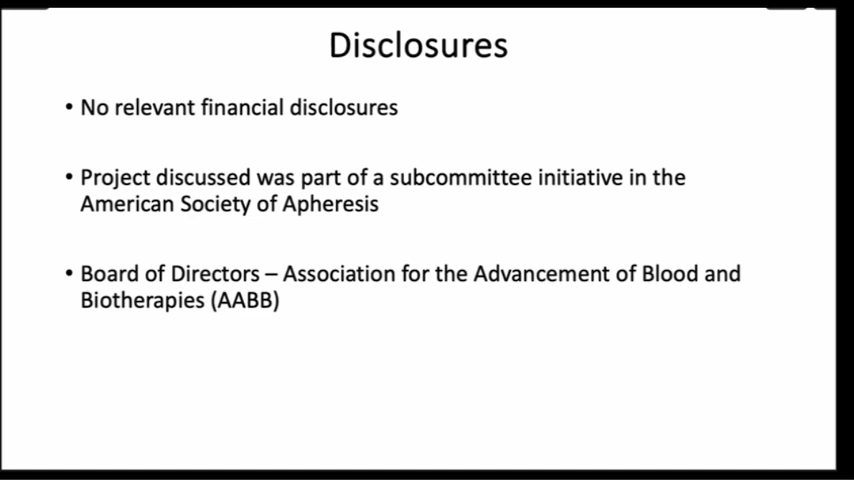 Disclosures
• No relevant financial disclosures
• Project discussed was part of a subcommittee initiative in the
American Society of Apheresis
• Board of Directors – Association for the Advancement of Blood and
Biotherapies (AABB)